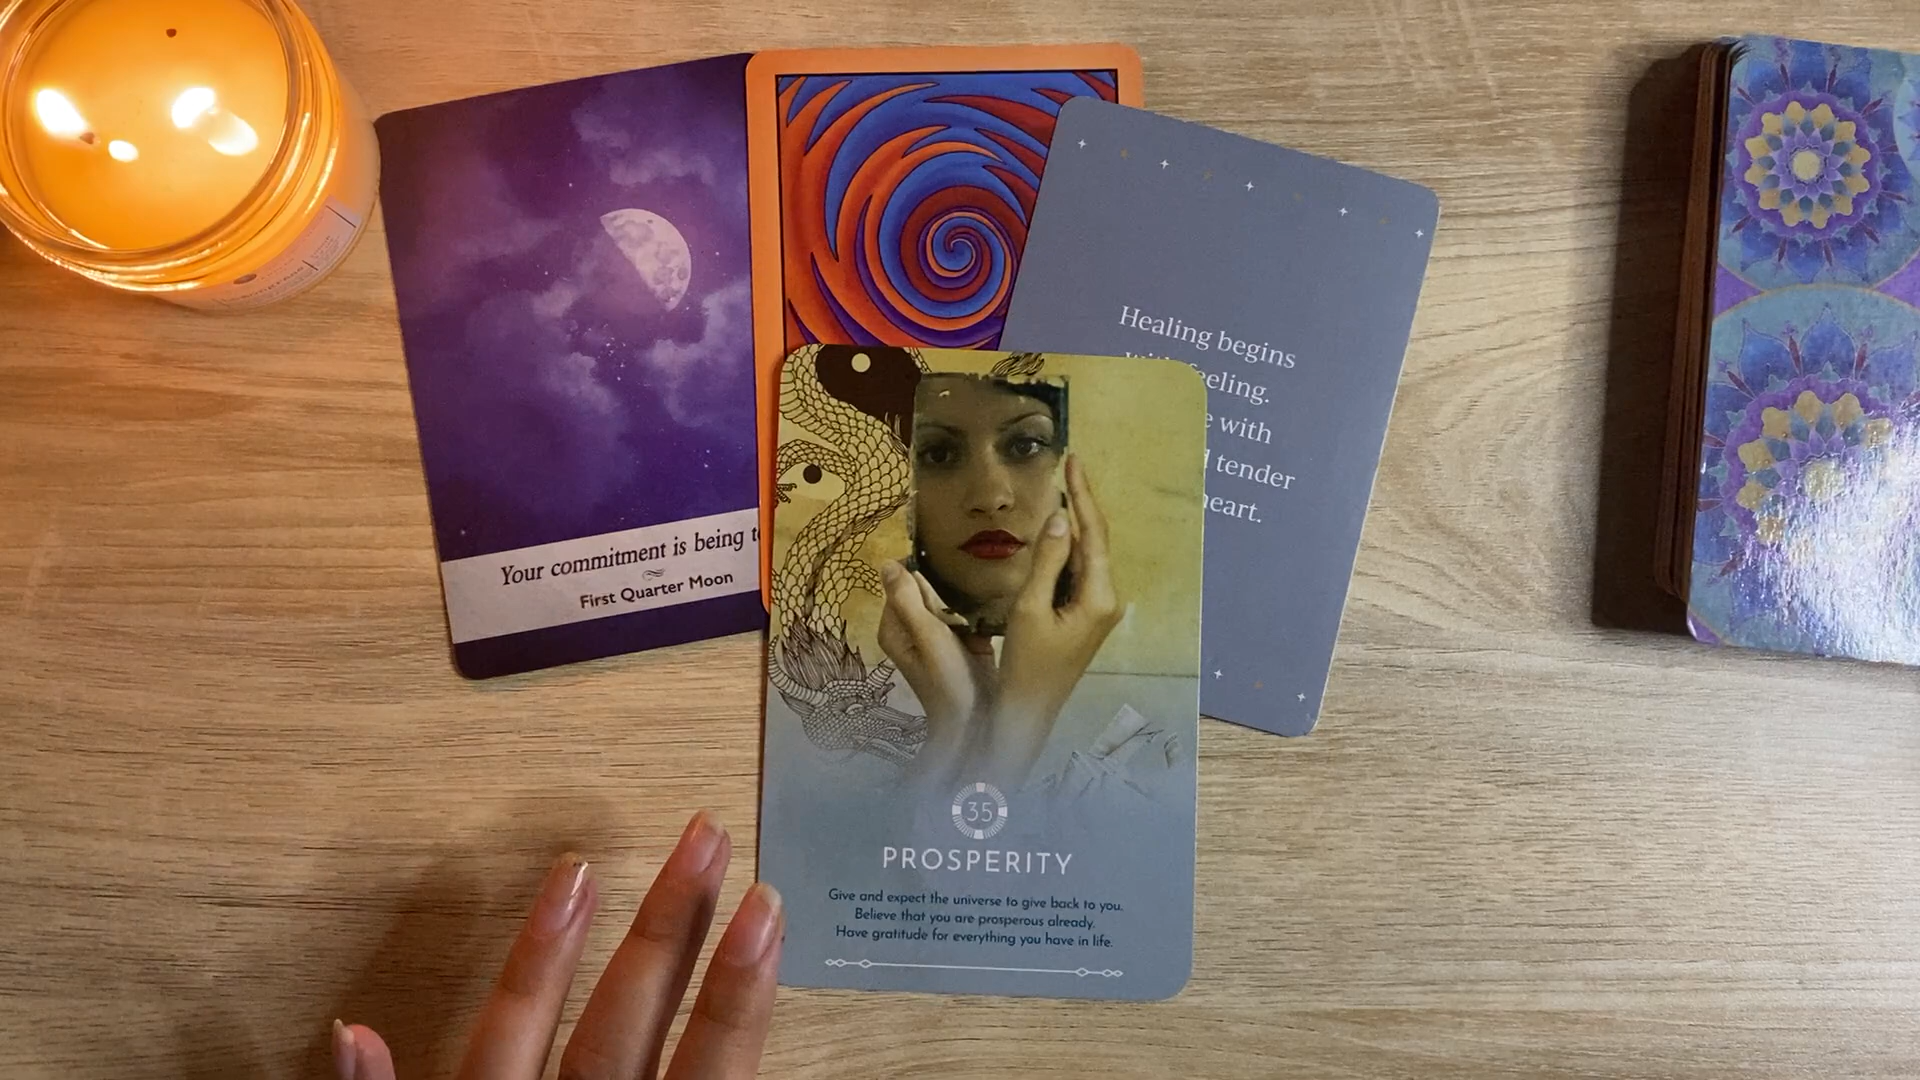 Your commitment is being
First Quarter Moon
Healing begins
feeling.
with
tender
heart.
35
PROSPERITY
Give and expect the universe to give back to you.
Believe that you are prosperous already.
Have gratitude for everything you have in life.